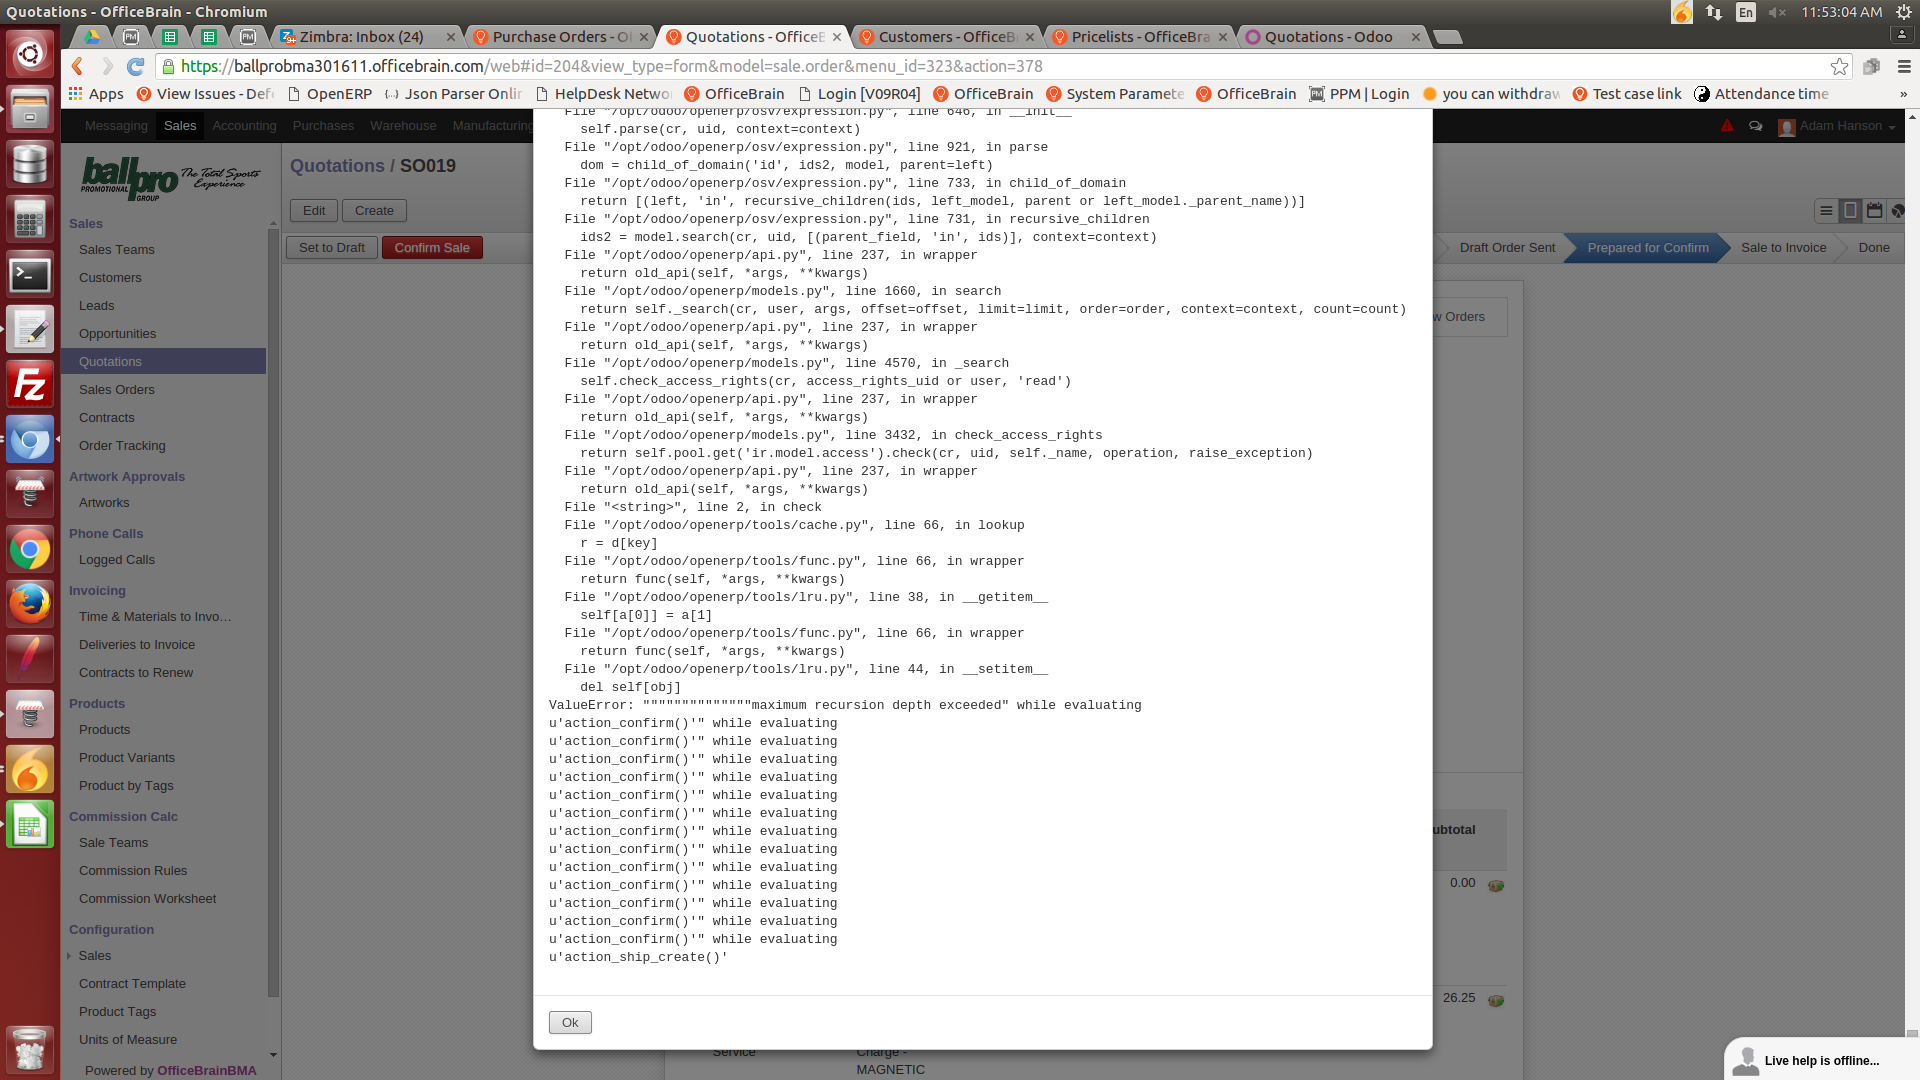 Quotations - OfficeBrain - Chromium
En
11:53:04 AM
Zimbra: Inbox (24)
Purchase Orders - O
Quotations - OfficeB
Customers - OfficeB
Pricelists - OfficeBra
Quotations - Odoo
https://ballprobma301611.officebrain.com/web#id=204&view_type=form&model=sale.order&menu_id=323&action=378
Apps
View Issues - Def
OpenERP
Json Parser Onlir
HelpDesk Netwo
OfficeBrain
Login [V09R04]
OfficeBrain
System Paramete
OfficeBrain
PPM | Login
you can withdraw
Test case link
Attendance time
»
Messaging
Sales
Accounting
Purchases
Warehouse
Manufacturing
Adam Hanson
ballpro
PROMOTIONAL GROUP
The Total Sports Experience
Quotations / SO019
Edit
Create
Set to Draft
Confirm Sale
Draft Order Sent
Prepared for Confirm
Sale to Invoice
Done
w Orders
Sales
Sales Teams
Customers
Leads
Opportunities
Quotations
Sales Orders
Contracts
Order Tracking
Artwork Approvals
Artworks
Phone Calls
Logged Calls
Invoicing
Time & Materials to Invo…
Deliveries to Invoice
Contracts to Renew
Products
Products
Product Variants
Product by Tags
Commission Calc
Sale Teams
Commission Rules
Commission Worksheet
Configuration
Sales
Contract Template
Product Tags
Units of Measure
Powered by OfficeBrainBMA
File "/opt/odoo/openerp/osv/expression.py", line 646, in __init__
self.parse(cr, uid, context=context)
File "/opt/odoo/openerp/osv/expression.py", line 921, in parse
dom = child_of_domain('id', ids2, model, parent=left)
File "/opt/odoo/openerp/osv/expression.py", line 733, in child_of_domain
return [(left, 'in', recursive_children(ids, left_model, parent or left_model._parent_name))]
File "/opt/odoo/openerp/osv/expression.py", line 731, in recursive_children
ids2 = model.search(cr, uid, [(parent_field, 'in', ids)], context=context)
File "/opt/odoo/openerp/api.py", line 237, in wrapper
return old_api(self, *args, **kwargs)
File "/opt/odoo/openerp/models.py", line 1660, in search
return self._search(cr, user, args, offset=offset, limit=limit, order=order, context=context, count=count)
File "/opt/odoo/openerp/api.py", line 237, in wrapper
return old_api(self, *args, **kwargs)
File "/opt/odoo/openerp/models.py", line 4570, in _search
self.check_access_rights(cr, access_rights_uid or user, 'read')
File "/opt/odoo/openerp/api.py", line 237, in wrapper
return old_api(self, *args, **kwargs)
File "/opt/odoo/openerp/models.py", line 3432, in check_access_rights
return self.pool.get('ir.model.access').check(cr, uid, self._name, operation, raise_exception)
File "/opt/odoo/openerp/api.py", line 237, in wrapper
return old_api(self, *args, **kwargs)
File "<string>", line 2, in check
File "/opt/odoo/openerp/tools/cache.py", line 66, in lookup
r = d[key]
File "/opt/odoo/openerp/tools/func.py", line 66, in wrapper
return func(self, *args, **kwargs)
File "/opt/odoo/openerp/tools/lru.py", line 38, in __getitem__
self[a[0]] = a[1]
File "/opt/odoo/openerp/tools/func.py", line 66, in wrapper
return func(self, *args, **kwargs)
File "/opt/odoo/openerp/tools/lru.py", line 44, in __setitem__
del self[obj]
ValueError: """"""""""""""maximum recursion depth exceeded" while evaluating
u'action_confirm()'" while evaluating
u'action_confirm()'" while evaluating
u'action_confirm()'" while evaluating
u'action_confirm()'" while evaluating
u'action_confirm()'" while evaluating
u'action_confirm()'" while evaluating
u'action_confirm()'" while evaluating
u'action_confirm()'" while evaluating
u'action_confirm()'" while evaluating
u'action_confirm()'" while evaluating
u'action_confirm()'" while evaluating
u'action_confirm()'" while evaluating
u'action_confirm()'" while evaluating
u'action_ship_create()'
Ok
ubtotal
0.00
26.25
Service
Charge -
MAGNETIC
Live help is offline...